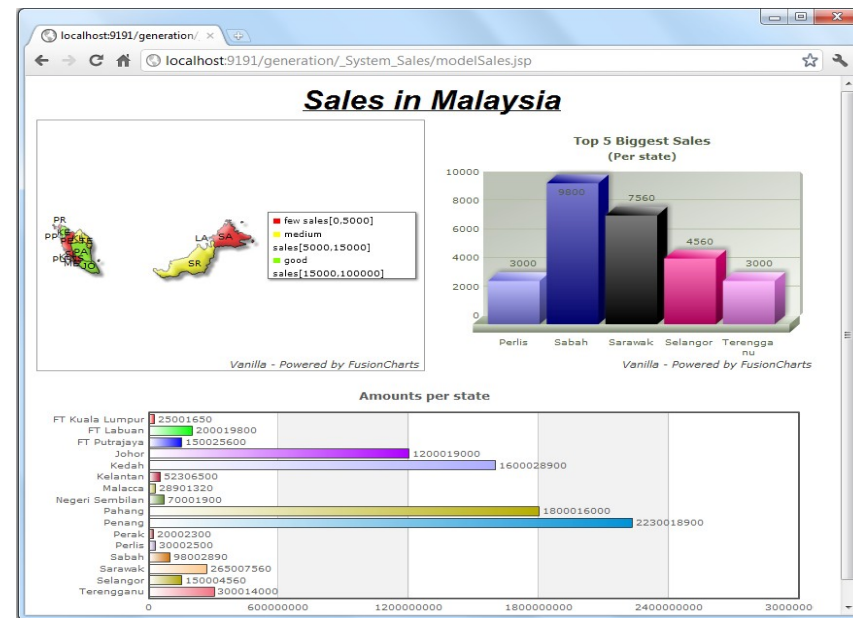 localhost:9191/generation/
localhost:9191/generation/_System_Sales/modelSales.jsp
Sales in Malaysia
PR
LA
SA
SR
PA
JO
few sales[0,5000]
medium
sales[5000,15000]
good
sales[15000,100000]
Vanilla - Powered by FusionCharts
Top 5 Biggest Sales
(Per state)
10000
8000
6000
4000
2000
0
3000
9800
7560
4560
3000
Perlis
Sabah
Sarawak
Selangor
Terengga
nu
Vanilla - Powered by FusionCharts
Amounts per state
FT Kuala Lumpur 25001650
FT Labuan 200019800
FT Putrajaya 150025600
Johor 1200019000
Kedah 1600028900
Kelantan 52306500
Malacca 28901320
Negeri Sembilan 70001900
Pahang 1800016000
Penang 2230018900
Perak 20002300
Perlis 30002500
Sabah 98002890
Sarawak 265007560
Selangor 150004560
Terengganu 300014000
0 600000000 1200000000 1800000000 2400000000 3000000